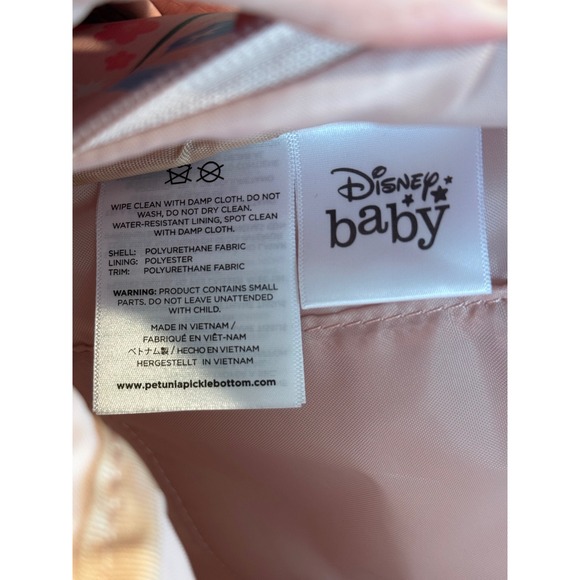 WIPE CLEAN WITH DAMP CLOTH, DO NOT
WASH, DO NOT DRY CLEAN.
WATER-RESISTANT LINING, SPOT CLEAN
WITH DAMP CLOTH.
SHELL: POLYURETHANE FABRIC
LINING: POLYESTER
TRIM: POLYURETHANE FABRIC
WARNING: PRODUCT CONTAINS SMALL
PARTS. DO NOT LEAVE UNATTENDED
WITH CHILD.
MADE IN VIETNAM /
FABRIQUÉ EN VIÊT-NAM
ベトナム製 / HECHO EN VIETNAM
HERGESTELLT IN VIETNAM
www.petuniapicklebottom.com
Disney
baby